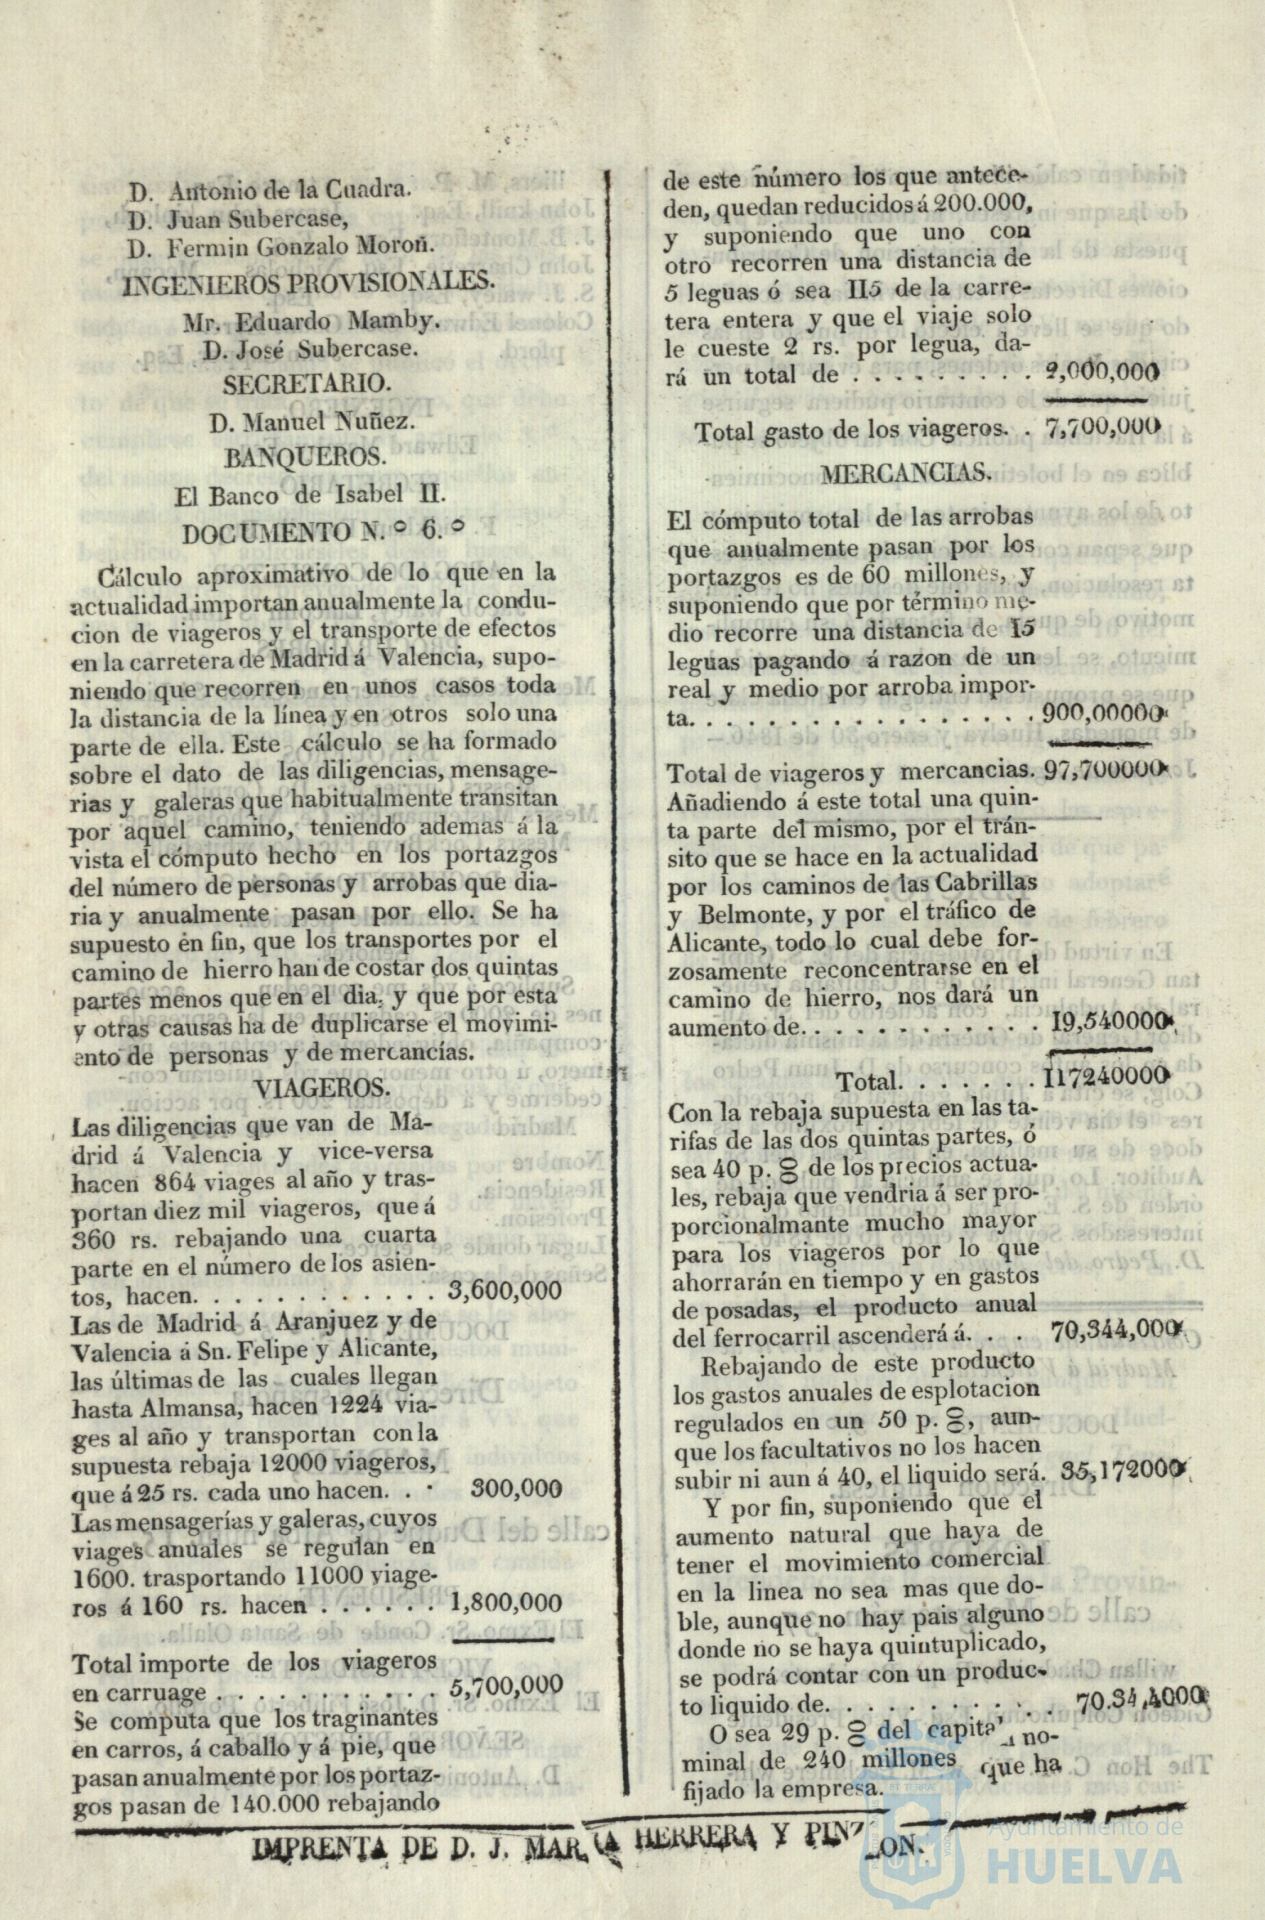 D. Antonio de la Cuadra.
D. Juan Subercase,
D. Fermin Gonzalo Moroñ.
INGENIEROS PROVISIONALES.
Mr. Eduardo Mamby.
D. José Subercase.
SECRETARIO.
D. Manuel Nuñez.
BANQUEROS.
El Banco de Isabel II.
DOCUMENTO N.º 6.º
Cálculo aproximativo de lo que en la
actualidad importan anualmente la condu-
cion de viageros y el transporte de efectos
en la carretera de Madrid á Valencia, supo-
niendo que recorren en unos casos toda
la distancia de la línea y en otros solo una
parte de ella. Este cálculo se ha formado
sobre el dato de las diligencias, mensage-
rias y galeras que habitualmente transitan
por aquel camino, teniendo ademas á la
vista el cómputo hecho en los portazgos
del número de personas y arrobas que dia-
ria y anualmente pasan por ello. Se ha
supuesto én fin, que los transportes por el
camino de hierro han de costar dos quintas
partes menos que en el dia, y que por esta
y otras causas ha de duplicarse el movimi-
ento de personas y de mercancías.
VIAGEROS.
Las diligencias que van de Ma-
drid á Valencia y vice-versa
hacen 864 viages al año y tras-
portan diez mil viageros, que á
360 rs. rebajando una cuarta
parte en el número de los asien-
tos, hacen. . . . . . . . . . . . 3,600,000
Las de Madrid á Aranjuez y de
Valencia á Sn. Felipe y Alicante,
las últimas de las cuales llegan
hasta Almansa, hacen 1224 via-
ges al año y transportan con la
supuesta rebaja 12000 viageros,
que á 25 rs. cada uno hacen. . . 300,000
Las mensagerías y galeras, cuyos
viages anuales se regulan en
1600. trasportando 11000 viage-
ros á 160 rs. hacen . . . . . . 1,800,000
Total importe de los viageros
en carruage . . . . . . . . . . . 5,700,000
Se computa que los traginantes
en carros, á caballo y á pie, que
pasan anualmente por los portaz-
gos pasan de 140.000 rebajando
de este número los que antece-
den, quedan reducidos á 200.000,
y suponiendo que uno con
otro recorren una distancia de
5 leguas ó sea II5 de la carre-
tera entera y que el viaje solo
le cueste 2 rs. por legua, da-
rá un total de . . . . . . . . . 2,000,000
Total gasto de los viageros. . 7,700,000
MERCANCIAS.
El cómputo total de las arrobas
que anualmente pasan por los
portazgos es de 60 millones, y
suponiendo que por término me-
dio recorre una distancia de I5
leguas pagando á razon de un
real y medio por arroba impor-
ta. . . . . . . . . . . . . . . . . 900,00000
Total de viageros y mercancias. 97,700000
Añadiendo á este total una quin-
ta parte del mismo, por el trán-
sito que se hace en la actualidad
por los caminos de las Cabrillas
y Belmonte, y por el tráfico de
Alicante, todo lo cual debe for-
zosamente reconcentrarse en el
camino de hierro, nos dará un
aumento de. . . . . . . . . . . . I9,540000
Total. . . . . . . I17240000
Con la rebaja supuesta en las ta-
rifas de las dos quintas partes, ó
sea 40 p. % de los precios actua-
les, rebaja que vendria á ser pro-
porcionalmante mucho mayor
para los viageros por lo que
ahorrarán en tiempo y en gastos
de posadas, el producto anual
del ferrocarril ascenderá á. . . 70,344,000
Rebajando de este producto
los gastos anuales de esplotacion
regulados en un 50 p. %, aun-
que los facultativos no los hacen
subir ni aun á 40, el liquido será. 35,172000
Y por fin, suponiendo que el
aumento natural que haya de
tener el movimiento comercial
en la linea no sea mas que do-
ble, aunque no hay pais alguno
donde no se haya quintuplicado,
se podrá contar con un produc-
to liquido de. . . . . . . . . . . 70.34,4000
O sea 29 p. % del capital no-
minal de 240 millones que ha
fijado la empresa.
IMPRENTA DE D. J. MARIA HERRERA Y PINZON.
Ayuntamiento de
HUELVA